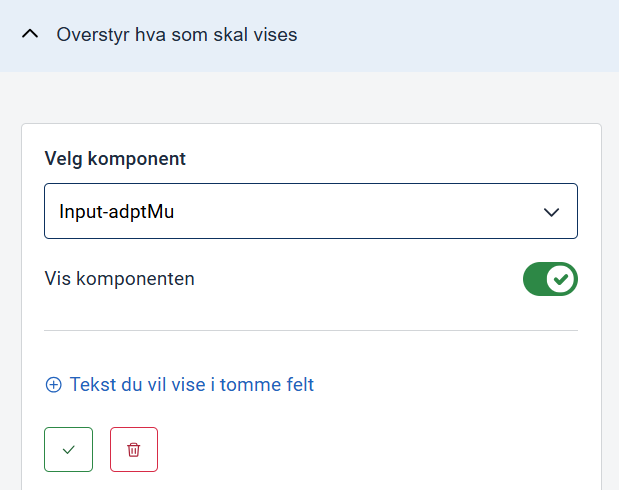 Overstyr hva som skal vises
Velg komponent
Input-adptMu
Vis komponenten
Tekst du vil vise i tomme felt